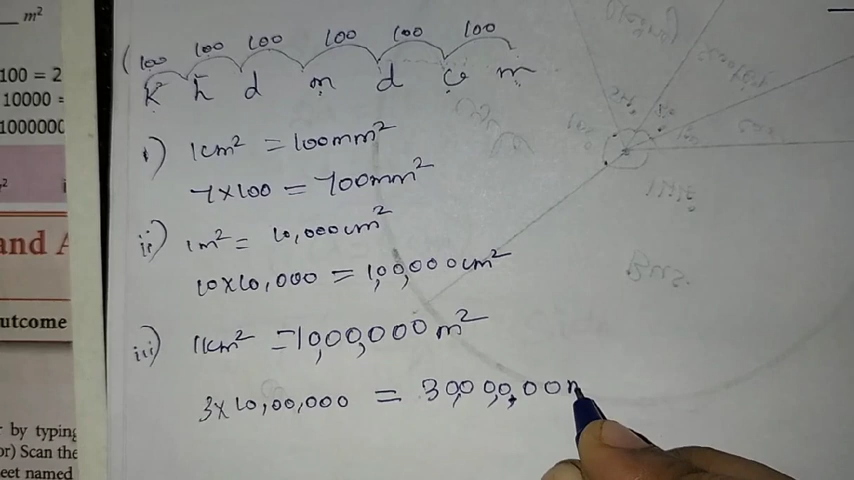 m²
100 100 100 100 100 100
k h d m d c m
100 = 2
10000 =
1000000
i) 1cm² = 100mm²
7×100 = 700mm²
and A
ii) 1m² = 10,000cm²
10×10,000 = 1,00,000cm²
utcome
iii) 1km² = 10,00,000m²
3×10,00,000 = 30,00,00m
by typing
or) Scan the
eet named